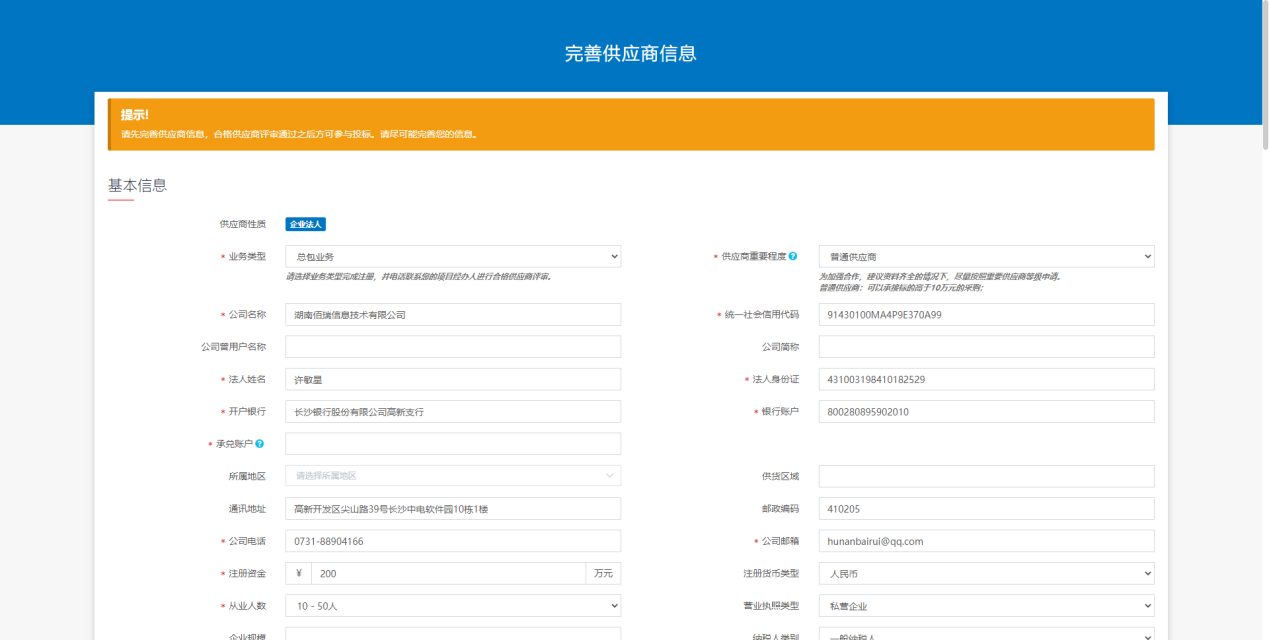 完善供应商信息
提示!
请先完善供应商信息，合格供应商评审通过之后方可参与投标。请尽可能完善您的信息。
基本信息
供应商性质 企业法人
* 业务类型 总包业务 * 供应商重要程度 普通供应商
请选择业务类型完成注册，并电话联系您的项目经办人进行合格供应商评审。 为加强合作，建议资料齐全的情况下，尽量按照重要供应商等级申请。
普通供应商：可以承接标的高于10万元的采购;
* 公司名称 湖南佰瑞信息技术有限公司 * 统一社会信用代码 91430100MA4P9E370A99
公司曾用户名称 公司简称
* 法人姓名 许敏星 * 法人身份证 431003198410182529
* 开户银行 长沙银行股份有限公司高新支行 * 银行账户 800280895902010
* 承兑账户
所属地区 请选择所属地区 供货区域
通讯地址 高新开发区尖山路39号长沙中电软件园10栋1楼 邮政编码 410205
* 公司电话 0731-88904166 * 公司邮箱 hunanbairui@qq.com
* 注册资金 ¥ 200 万元 注册货币类型 人民币
* 从业人数 10 - 50人 营业执照类型 私营企业
企业规模 纳税人类别 一般纳税人